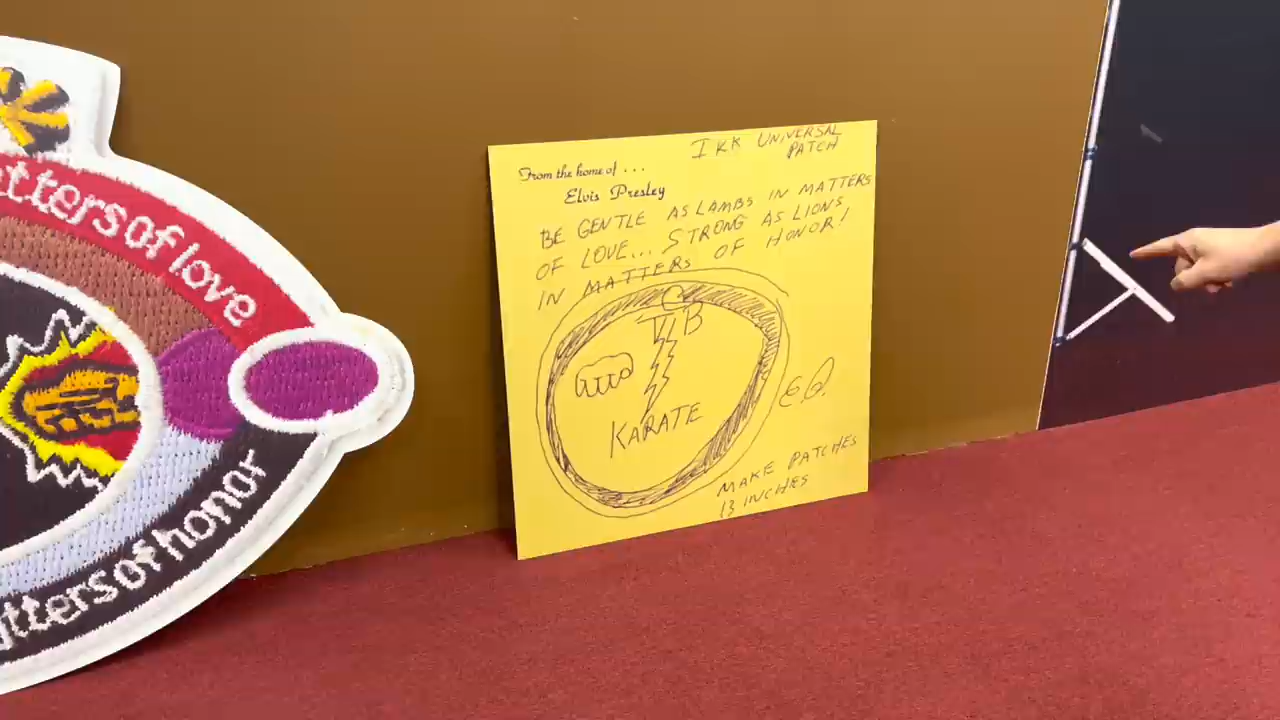 tters of love
tters of honor
IKK UNIVERSAL
PATCH
From the home of . . .
Elvis Presley
BE GENTLE AS LAMBS IN MATTERS
OF LOVE... STRONG AS LIONS
IN MATTERS OF HONOR!
TCB
KARATE
E.P.
MAKE PATCHES
13 INCHES